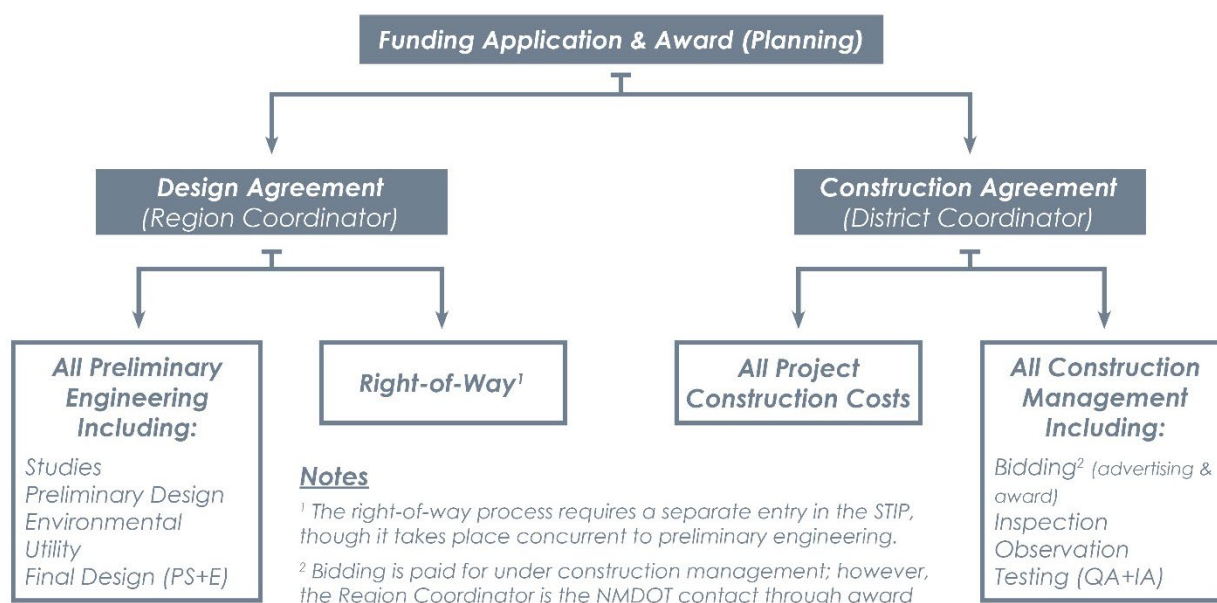 Funding Application & Award (Planning)
Design Agreement
(Region Coordinator)
Construction Agreement
(District Coordinator)
All Preliminary
Engineering
Including:
Studies
Preliminary Design
Environmental
Utility
Final Design (PS+E)
Right-of-Way¹
All Project
Construction Costs
All Construction
Management
Including:
Bidding² (advertising &
award)
Inspection
Observation
Testing (QA+IA)
Notes
¹ The right-of-way process requires a separate entry in the STIP,
though it takes place concurrent to preliminary engineering.
² Bidding is paid for under construction management; however,
the Region Coordinator is the NMDOT contact through award